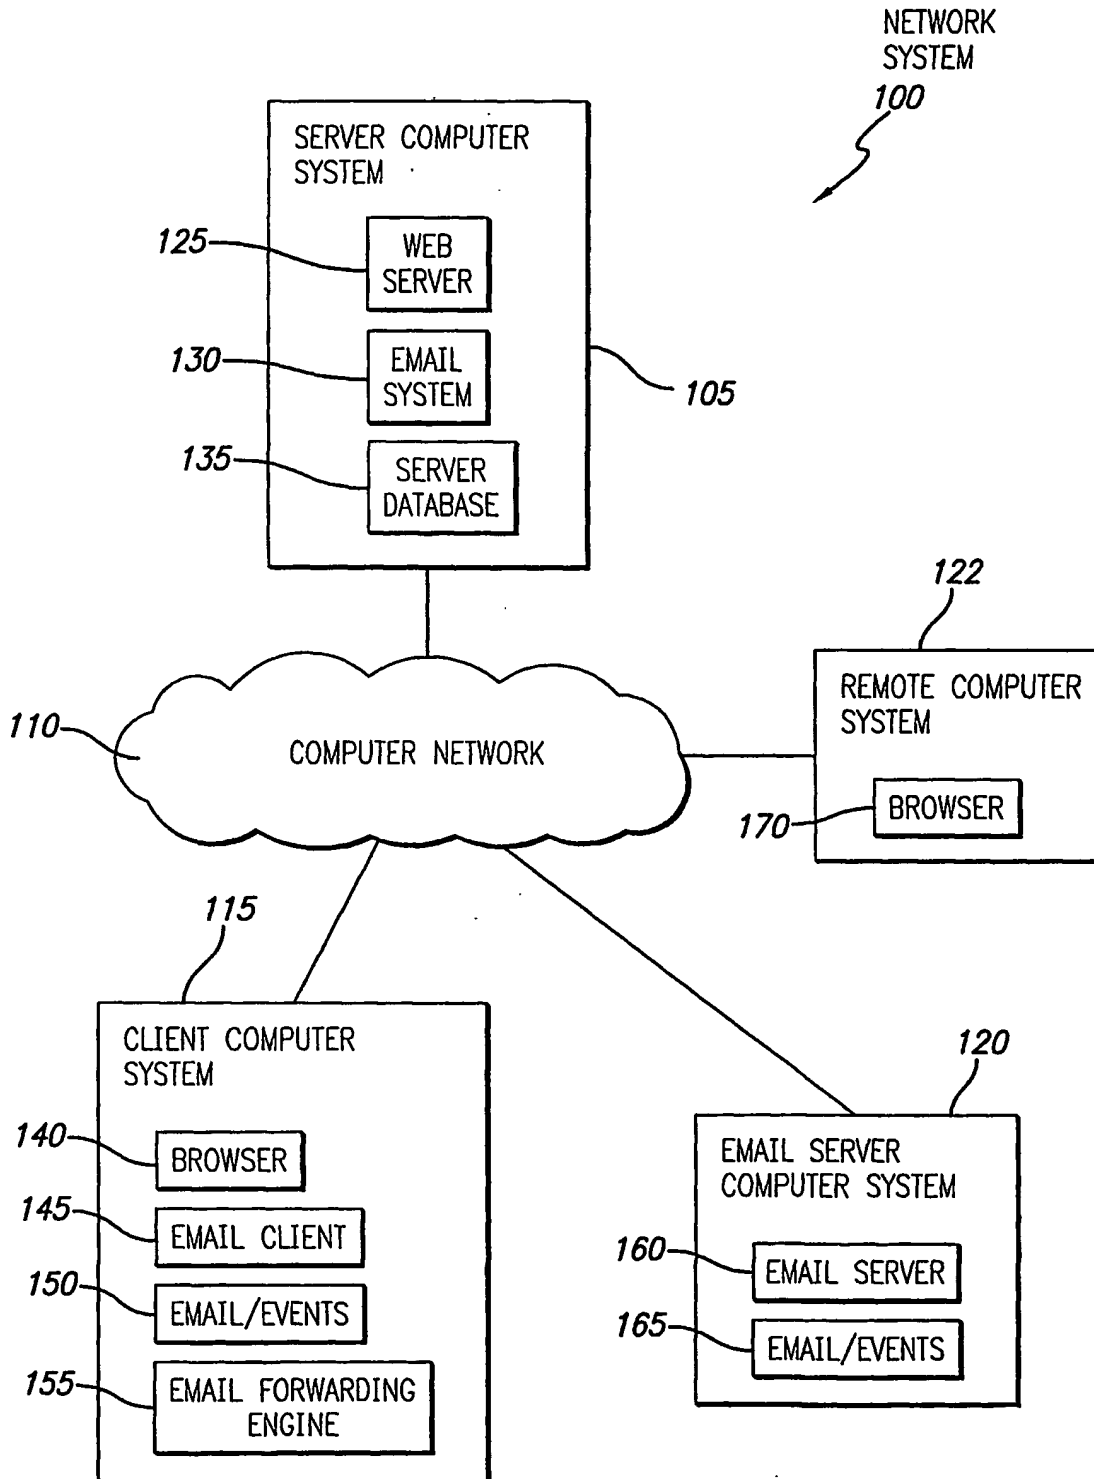 NETWORK
SYSTEM
100
SERVER COMPUTER
SYSTEM
125
WEB
SERVER
130
EMAIL
SYSTEM
105
135
SERVER
DATABASE
122
REMOTE COMPUTER
SYSTEM
110
COMPUTER NETWORK
170
BROWSER
115
CLIENT COMPUTER
SYSTEM
120
EMAIL SERVER
COMPUTER SYSTEM
140
BROWSER
145
EMAIL CLIENT
150
EMAIL/EVENTS
155
EMAIL FORWARDING
ENGINE
160
EMAIL SERVER
165
EMAIL/EVENTS